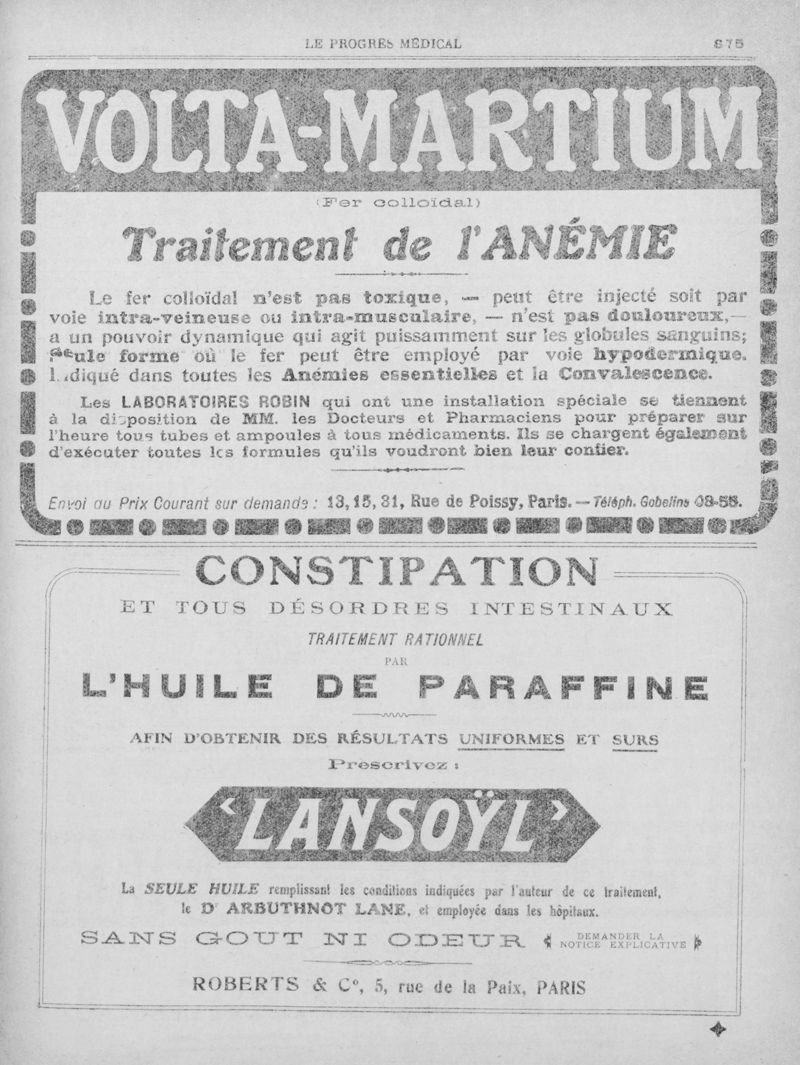 LE PROGRÈS MÉDICAL 675
VOLTA-MARTIUM
(Fer colloïdal)
Traitement de l'ANÉMIE
Le fer colloïdal n'est pas toxique, — peut être injecté soit par
voie intra-veineuse ou intra-musculaire, — n'est pas douloureux,—
a un pouvoir dynamique qui agit puissamment sur les globules sanguins;
Seule forme où le fer peut être employé par voie hypodermique.
Indiqué dans toutes les Anémies essentielles et la Convalescence.
Les LABORATOIRES ROBIN qui ont une installation spéciale se tiennent
à la disposition de MM. les Docteurs et Pharmaciens pour préparer sur
l'heure tous tubes et ampoules à tous médicaments. Ils se chargent également
d'exécuter toutes les formules qu'ils voudront bien leur confier.
Envoi du Prix Courant sur demande : 13, 15, 31, Rue de Poissy, Paris. — Téléph. Gobelins
CONSTIPATION
ET TOUS DÉSORDRES INTESTINAUX
TRAITEMENT RATIONNEL
PAR
L'HUILE DE PARAFFINE
AFIN D'OBTENIR DES RÉSULTATS UNIFORMES ET SURS
Prescrivez :
‹LANSOŸL›
La SEULE HUILE remplissant les conditions indiquées par l'auteur de ce traitement,
le Dr ARBUTHNOT LANE, et employée dans les hôpitaux.
SANS GOUT NI ODEUR
DEMANDER LA
NOTICE EXPLICATIVE
ROBERTS & Co, 5, rue de la Paix, PARIS